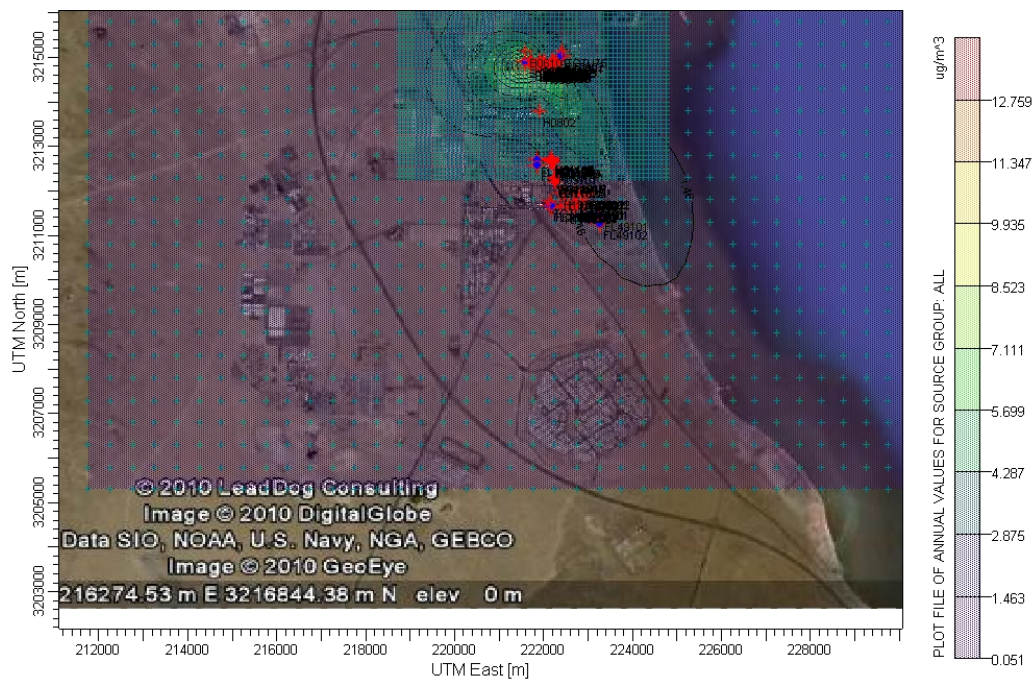 ug/m^3
12.759
11.347
9.935
8.523
7.111
5.699
4.287
2.875
1.463
0.051
PLOT FILE OF ANNUAL VALUES FOR SOURCE GROUP: ALL
UTM North [m]
3215000
3213000
3211000
3209000
3207000
3205000
3203000
H0802
FL49101
FC49102
© 2010 LeadDog Consulting
Image © 2010 DigitalGlobe
Data SIO, NOAA, U.S. Navy, NGA, GEBCO
Image © 2010 GeoEye
216274.53 m E 3216844.38 m N elev 0 m
212000 214000 216000 218000 220000 222000 224000 226000 228000
UTM East [m]